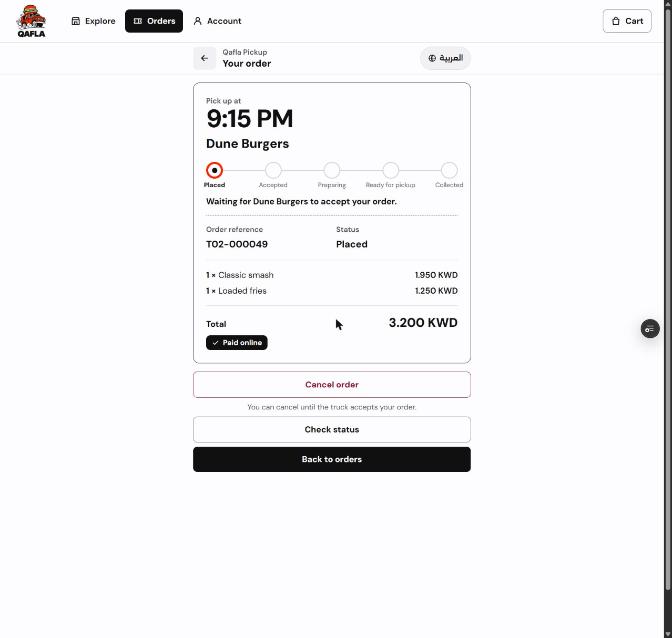 QAFLA
Explore
Orders
Account
Cart
Qafla Pickup
Your order
العربية
Pick up at
9:15 PM
Dune Burgers
Placed
Accepted
Preparing
Ready for pickup
Collected
Waiting for Dune Burgers to accept your order.
Order reference
Status
T02-000049
Placed
1 × Classic smash 1.950 KWD
1 × Loaded fries 1.250 KWD
Total 3.200 KWD
Paid online
Cancel order
You can cancel until the truck accepts your order.
Check status
Back to orders